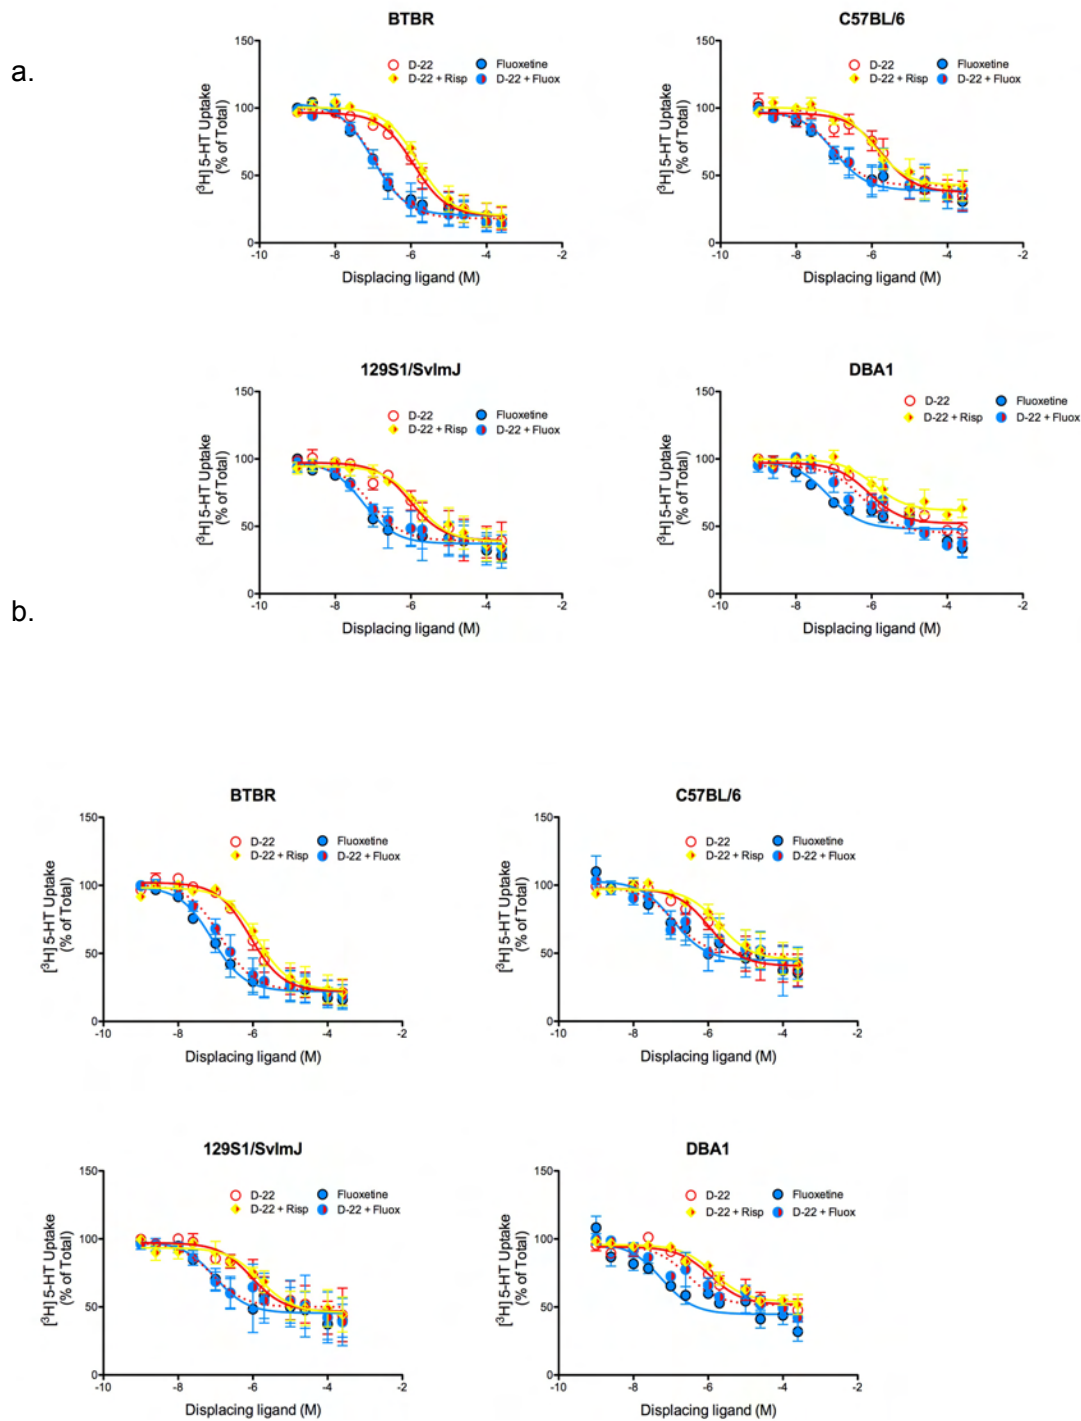 a.
BTBR
150
100
50
0
-10 -8 -6 -4 -2
[³H] 5-HT Uptake
(% of Total)
Displacing ligand (M)
D-22
D-22 + Risp
Fluoxetine
D-22 + Fluox
C57BL/6
150
100
50
0
-10 -8 -6 -4 -2
[³H] 5-HT Uptake
(% of Total)
Displacing ligand (M)
D-22
D-22 + Risp
Fluoxetine
D-22 + Fluox
129S1/SvImJ
150
100
50
0
-10 -8 -6 -4 -2
[³H] 5-HT Uptake
(% of Total)
Displacing ligand (M)
D-22
D-22 + Risp
Fluoxetine
D-22 + Fluox
DBA1
150
100
50
0
-10 -8 -6 -4 -2
[³H] 5-HT Uptake
(% of Total)
Displacing ligand (M)
D-22
D-22 + Risp
Fluoxetine
D-22 + Fluox
b.
BTBR
150
100
50
0
-10 -8 -6 -4 -2
[³H] 5-HT Uptake
(% of Total)
Displacing ligand (M)
D-22
D-22 + Risp
Fluoxetine
D-22 + Fluox
C57BL/6
150
100
50
0
-10 -8 -6 -4 -2
[³H] 5-HT Uptake
(% of Total)
Displacing ligand (M)
D-22
D-22 + Risp
Fluoxetine
D-22 + Fluox
129S1/SvImJ
150
100
50
0
-10 -8 -6 -4 -2
[³H] 5-HT Uptake
(% of Total)
Displacing ligand (M)
D-22
D-22 + Risp
Fluoxetine
D-22 + Fluox
DBA1
150
100
50
0
-10 -8 -6 -4 -2
[³H] 5-HT Uptake
(% of Total)
Displacing ligand (M)
D-22
D-22 + Risp
Fluoxetine
D-22 + Fluox